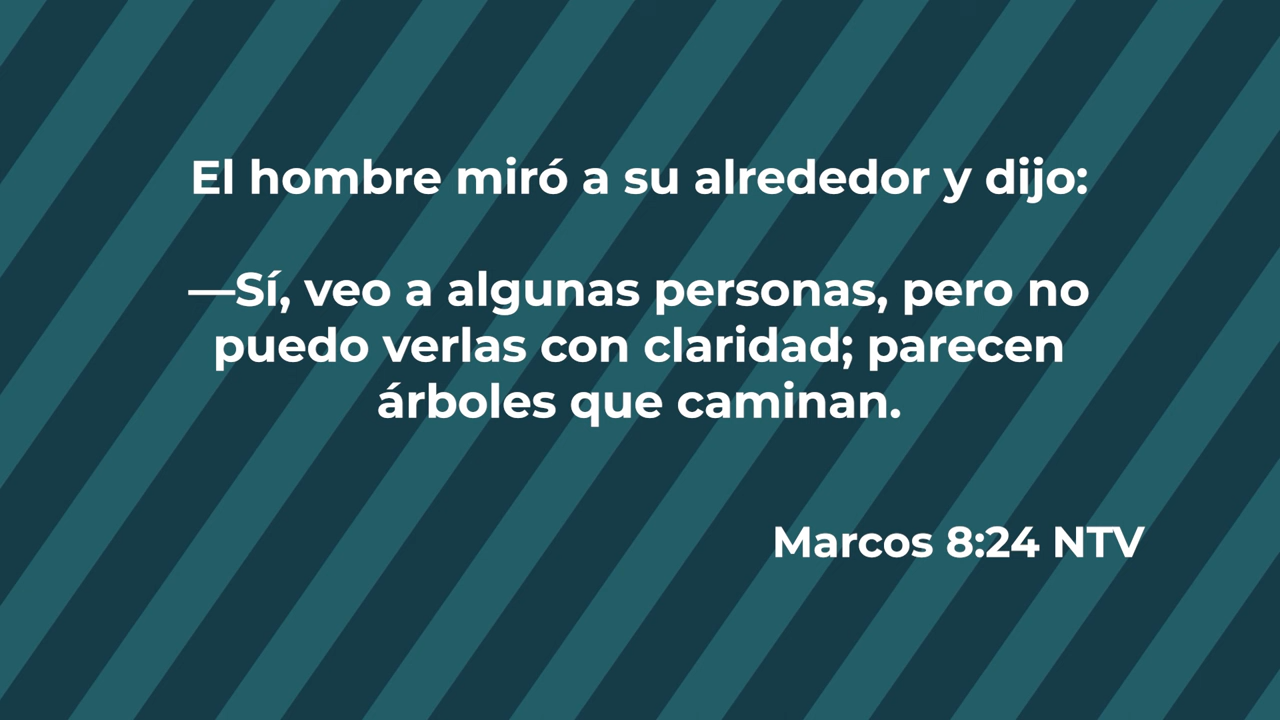 El hombre miró a su alrededor y dijo:
—Sí, veo a algunas personas, pero no
puedo verlas con claridad; parecen
árboles que caminan.
Marcos 8:24 NTV